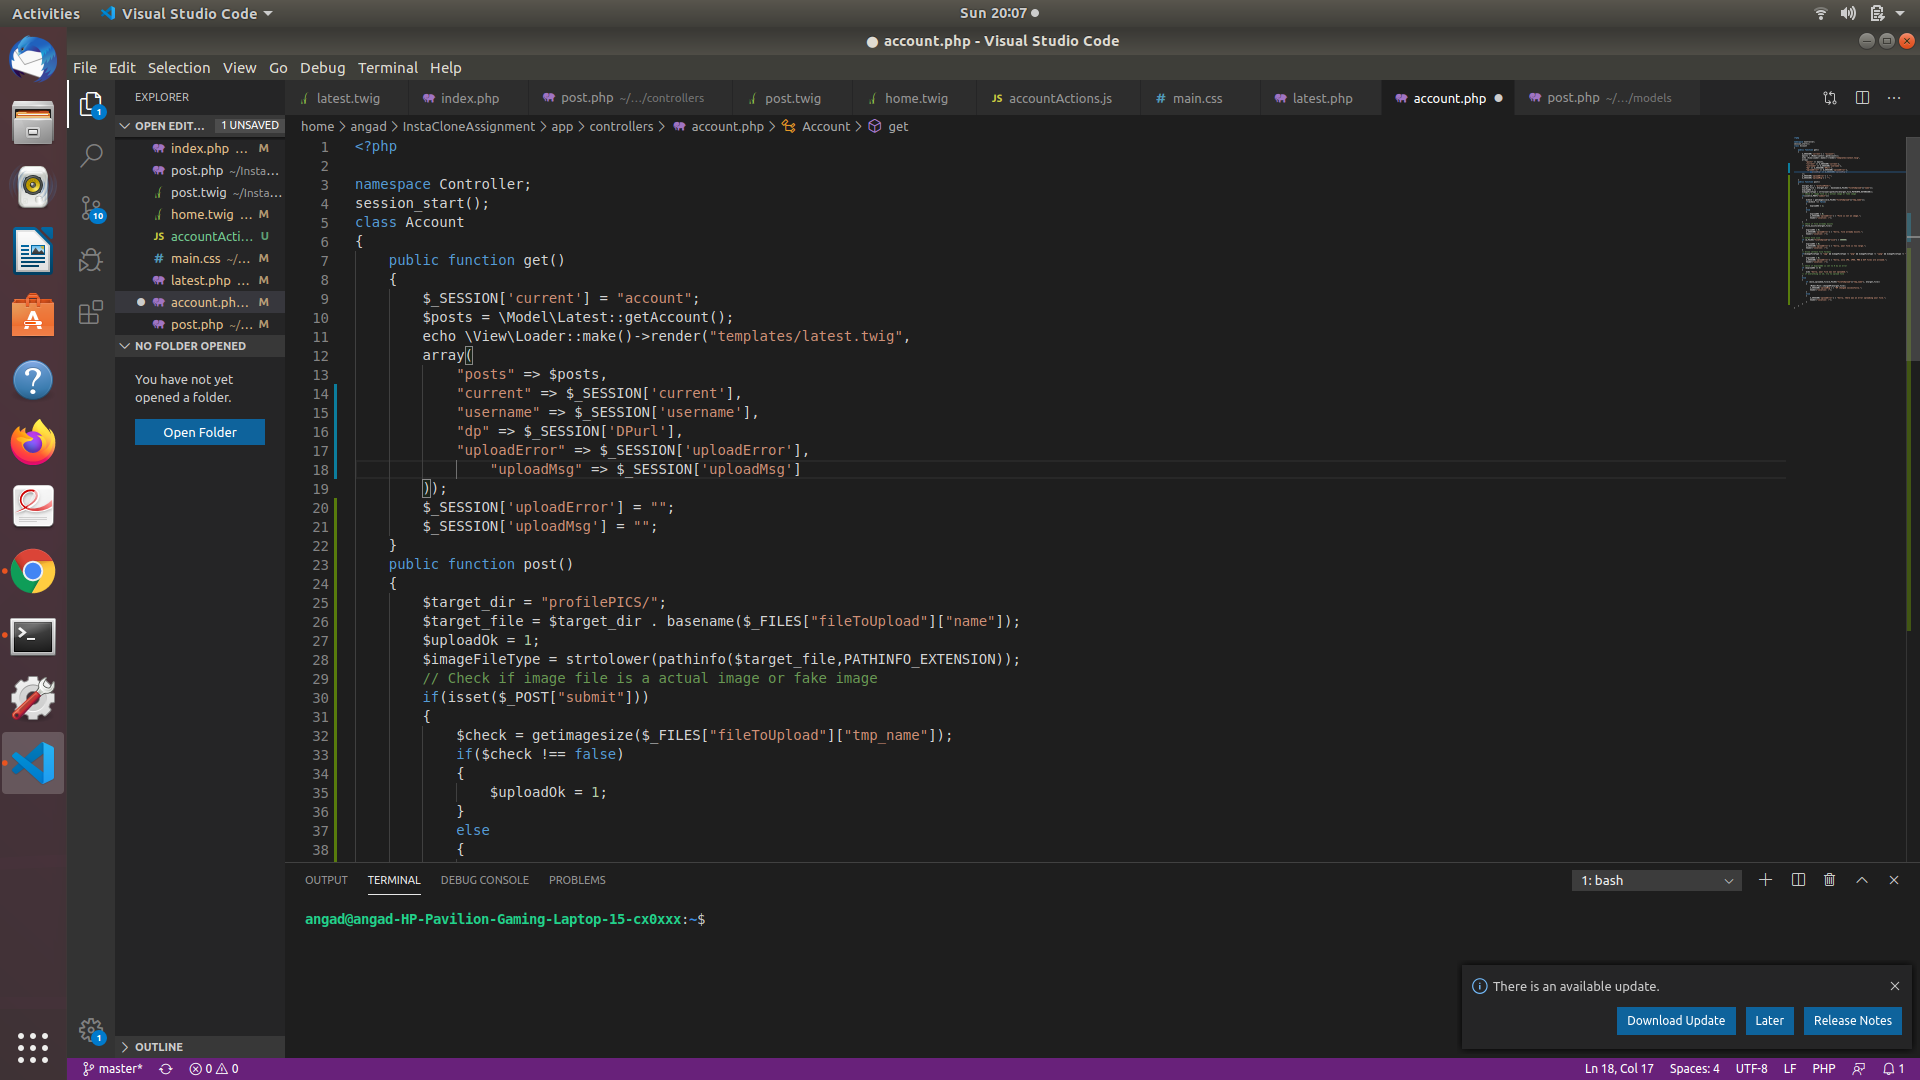 Activities
Visual Studio Code
Sun 20:07
account.php - Visual Studio Code
File Edit Selection View Go Debug Terminal Help
EXPLORER
latest.twig
index.php
post.php ~/.../controllers
post.twig
home.twig
JS accountActions.js
# main.css
latest.php
account.php
post.php ~/.../models
OPEN EDIT... 1 UNSAVED
index.php ... M
post.php ~/Insta...
post.twig ~/Insta...
home.twig ... M
JS accountActi... U
# main.css ~/... M
latest.php ... M
account.ph... M
post.php ~/... M
NO FOLDER OPENED
You have not yet
opened a folder.
Open Folder
OUTLINE
1
10
1
home > angad > InstaCloneAssignment > app > controllers > account.php > Account > get
1 <?php
2
3 namespace Controller;
4 session_start();
5 class Account
6 {
7 public function get()
8 {
9 $_SESSION['current'] = "account";
10 $posts = \Model\Latest::getAccount();
11 echo \View\Loader::make()->render("templates/latest.twig",
12 array(
13 "posts" => $posts,
14 "current" => $_SESSION['current'],
15 "username" => $_SESSION['username'],
16 "dp" => $_SESSION['DPurl'],
17 "uploadError" => $_SESSION['uploadError'],
18 "uploadMsg" => $_SESSION['uploadMsg']
19 ));
20 $_SESSION['uploadError'] = "";
21 $_SESSION['uploadMsg'] = "";
22 }
23 public function post()
24 {
25 $target_dir = "profilePICS/";
26 $target_file = $target_dir . basename($_FILES["fileToUpload"]["name"]);
27 $uploadOk = 1;
28 $imageFileType = strtolower(pathinfo($target_file,PATHINFO_EXTENSION));
29 // Check if image file is a actual image or fake image
30 if(isset($_POST["submit"]))
31 {
32 $check = getimagesize($_FILES["fileToUpload"]["tmp_name"]);
33 if($check !== false)
34 {
35 $uploadOk = 1;
36 }
37 else
38 {
OUTPUT TERMINAL DEBUG CONSOLE PROBLEMS
1: bash
angad@angad-HP-Pavilion-Gaming-Laptop-15-cx0xxx:~$
There is an available update.
Download Update Later Release Notes
master* 0 0
Ln 18, Col 17 Spaces: 4 UTF-8 LF PHP 1